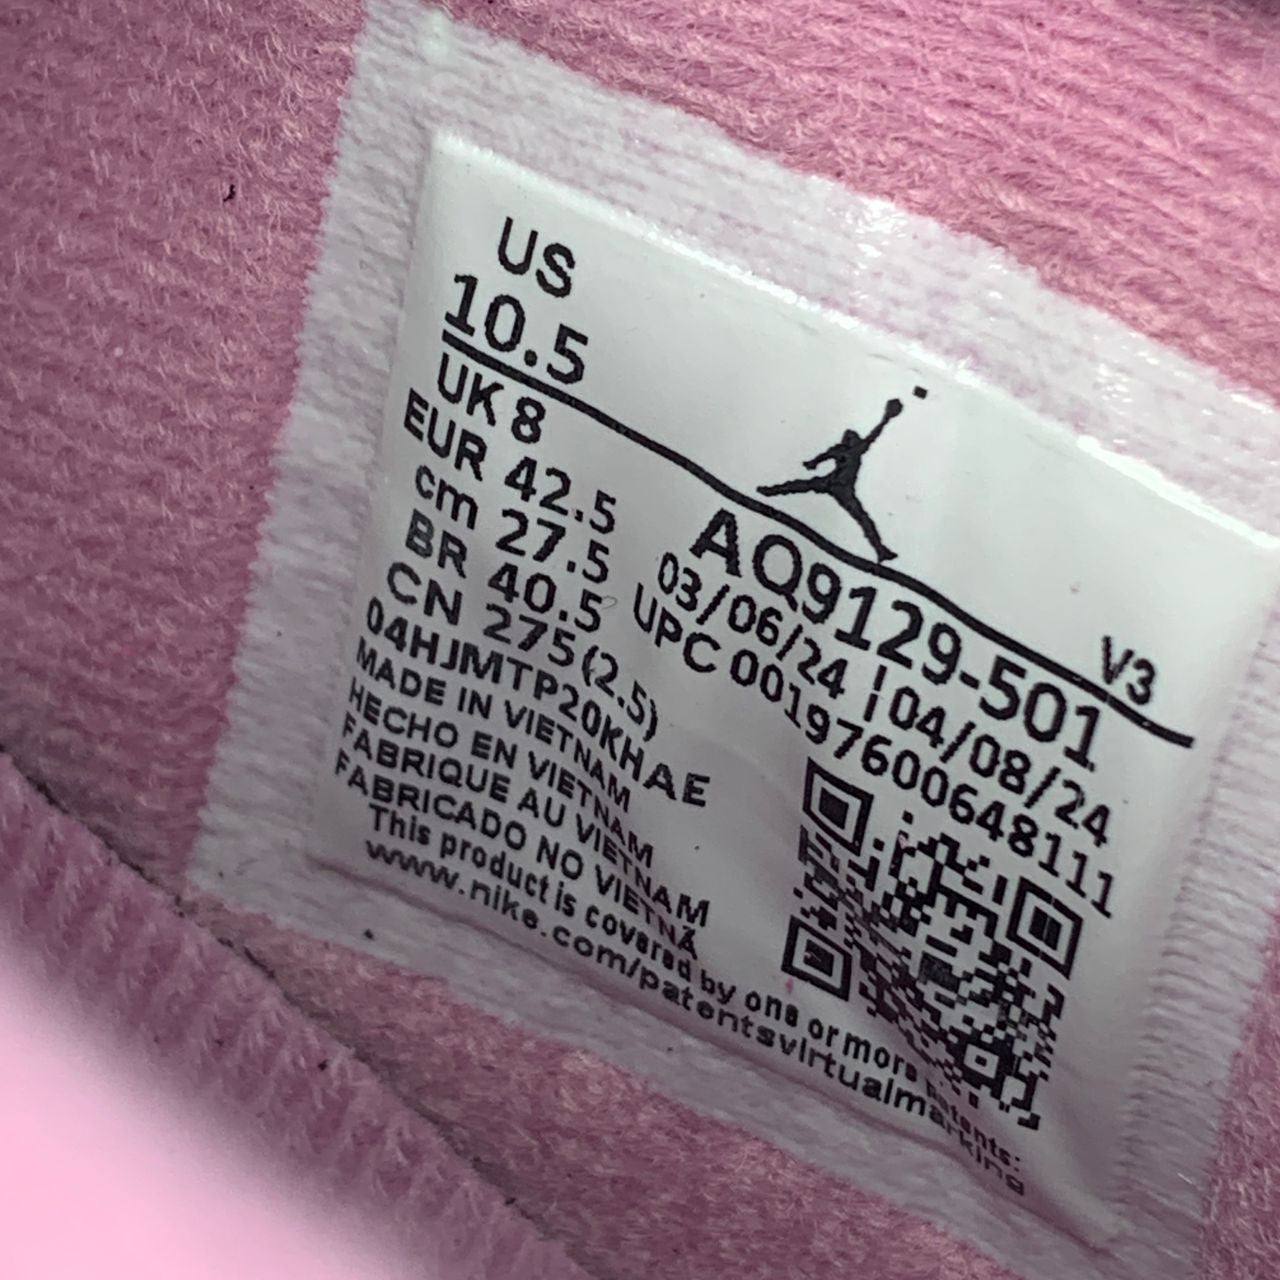 US
10.5
UK 8
EUR 42.5
cm 27.5
BR 40.5
CN 275(2.5)
04HJMTP20KHAE
MADE IN VIETNAM
HECHO EN VIETNAM
FABRIQUE AU VIETNAM
FABRICADO NO VIETNÃ
This product is covered by one or more patents:
www.nike.com/patentsvirtualmarking
AQ9129-501
V3
03/06/24 | 04/08/24
UPC 00197600648111